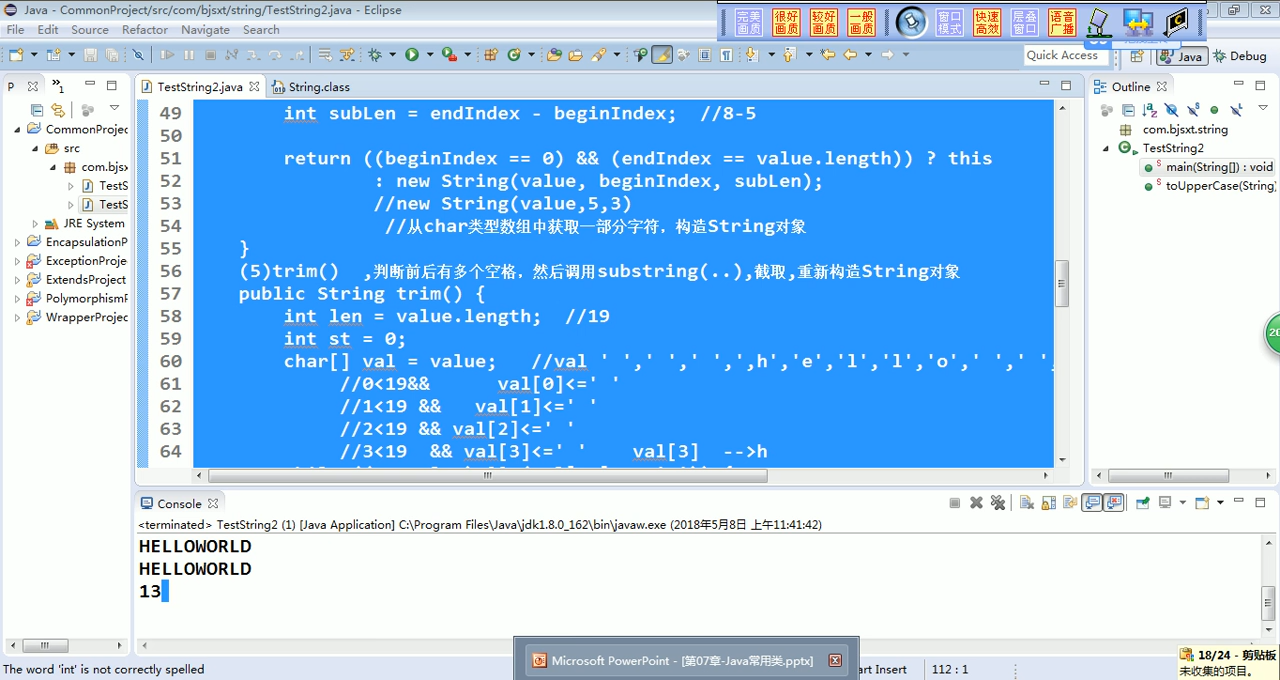 Java - CommonProject/src/com/bjsxt/string/TestString2.java - Eclipse
完美画质 很好画质 较好画质 一般画质 窗口模式 快速高效 层叠窗口 语音广播
File Edit Source Refactor Navigate Search
Quick Access Java Debug
P TestString2.java String.class Outline
CommonProjec
src
com.bjs
TestS
TestS
JRE System
EncapsulationP
ExceptionProje
ExtendsProject
PolymorphismF
WrapperProjec
49 int subLen = endIndex - beginIndex; //8-5
50
51 return ((beginIndex == 0) && (endIndex == value.length)) ? this
52 : new String(value, beginIndex, subLen);
53 //new String(value,5,3)
54 //从char类型数组中获取一部分字符，构造String对象
55 }
56 (5)trim() ,判断前后有多个空格，然后调用substring(..),截取,重新构造String对象
57 public String trim() {
58 int len = value.length; //19
59 int st = 0;
60 char[] val = value; //val ' ',' ',' ',',h','e','l','l','o',' ',' '
61 //0<19&& val[0]<=' '
62 //1<19 && val[1]<=' '
63 //2<19 && val[2]<=' '
64 //3<19 && val[3]<=' ' val[3] -->h
com.bjsxt.string
TestString2
main(String[]) : void
toUpperCase(String)
Console
<terminated> TestString2 (1) [Java Application] C:\Program Files\Java\jdk1.8.0_162\bin\javaw.exe (2018年5月8日 上午11:41:42)
HELLOWORLD
HELLOWORLD
13
Microsoft PowerPoint - [第07章-Java常用类.pptx]
The word 'int' is not correctly spelled
art Insert 112 : 1
18/24 - 剪贴板
未收集的项目。